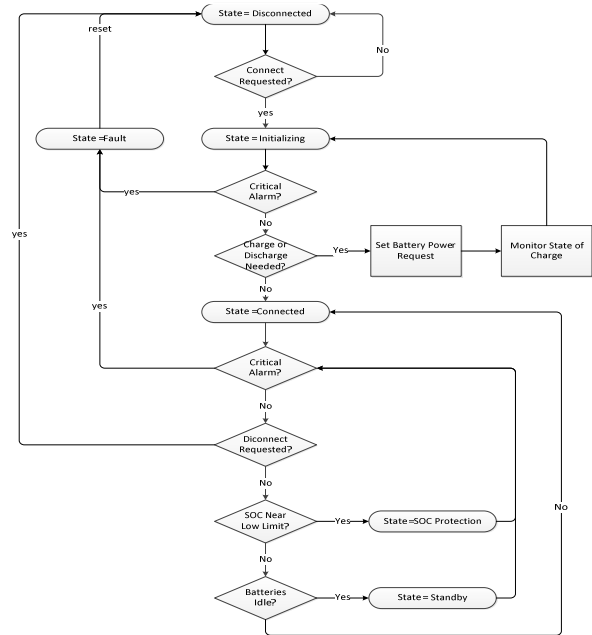 State = Disconnected
reset
No
Connect
Requested?
yes
State =Fault
State = Initializing
Critical
Alarm?
yes
No
yes
Charge or
Discharge
Needed?
Yes
Set Battery Power
Request
Monitor State of
Charge
No
State =Connected
yes
Critical
Alarm?
No
Diconnect
Requested?
No
SOC Near
Low Limit?
Yes
State=SOC Protection
No
No
Batteries
Idle?
Yes
State= Standby